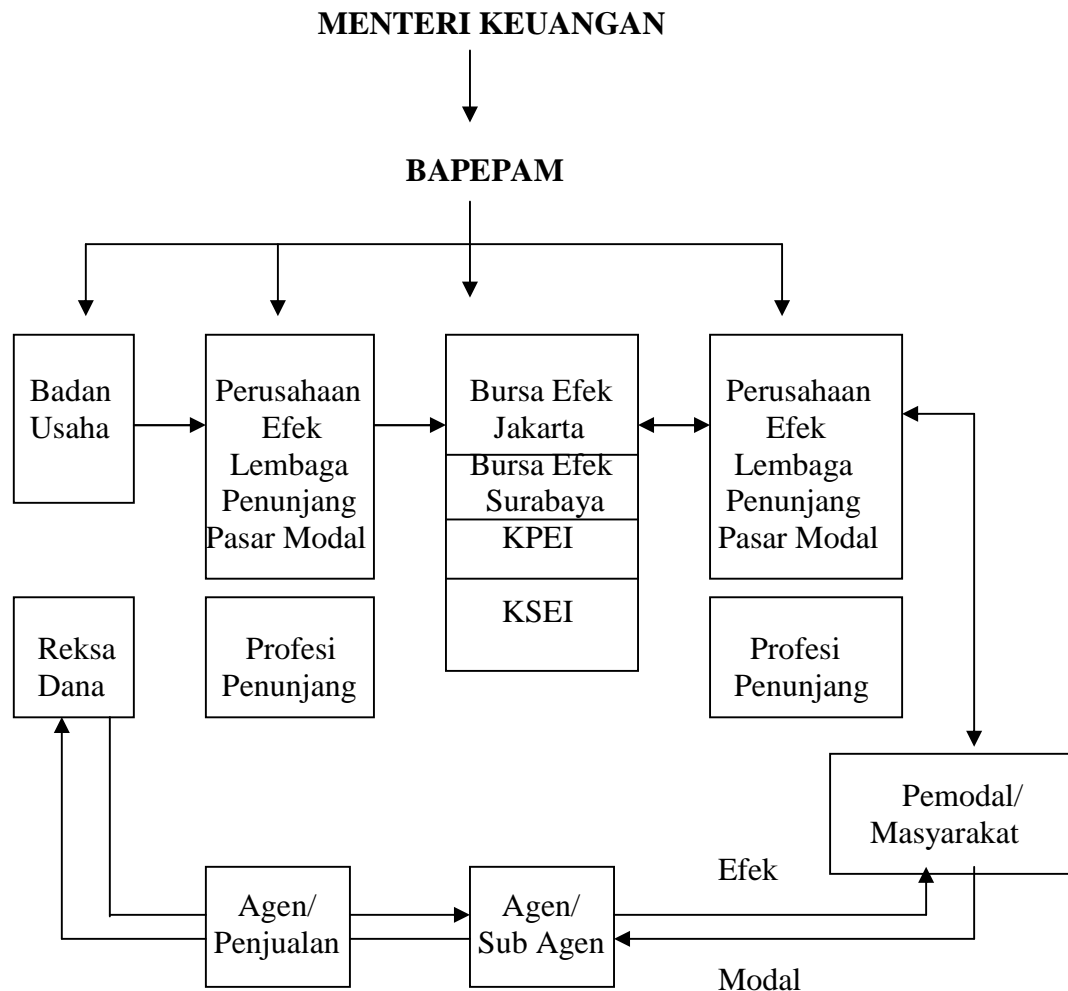 MENTERI KEUANGAN
BAPEPAM
Badan
Usaha
Perusahaan
Efek
Lembaga
Penunjang
Pasar Modal
Bursa Efek
Jakarta
Bursa Efek
Surabaya
KPEI
KSEI
Perusahaan
Efek
Lembaga
Penunjang
Pasar Modal
Reksa
Dana
Profesi
Penunjang
Profesi
Penunjang
Pemodal/
Masyarakat
Efek
Agen/
Penjualan
Agen/
Sub Agen
Modal